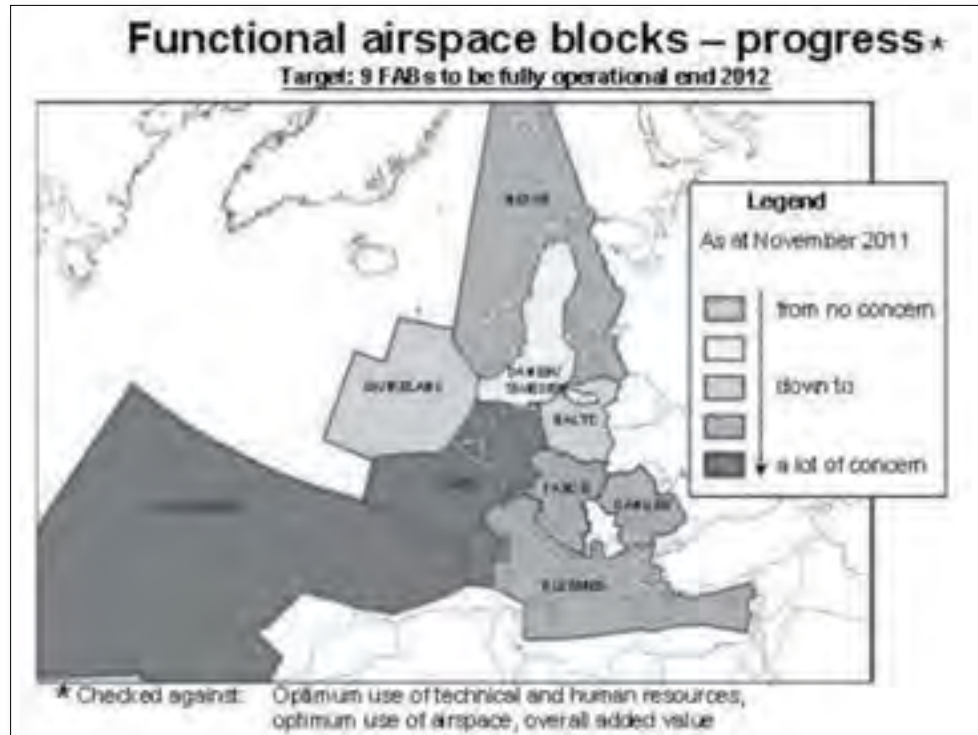 Functional airspace blocks – progress*
Target: 9 FABs to be fully operational end 2012
Legend
As at November 2011
from no concern
down to
a lot of concern
BALTIC
DANUBE
* Checked against: Optimum use of technical and human resources,
optimum use of airspace, overall added value